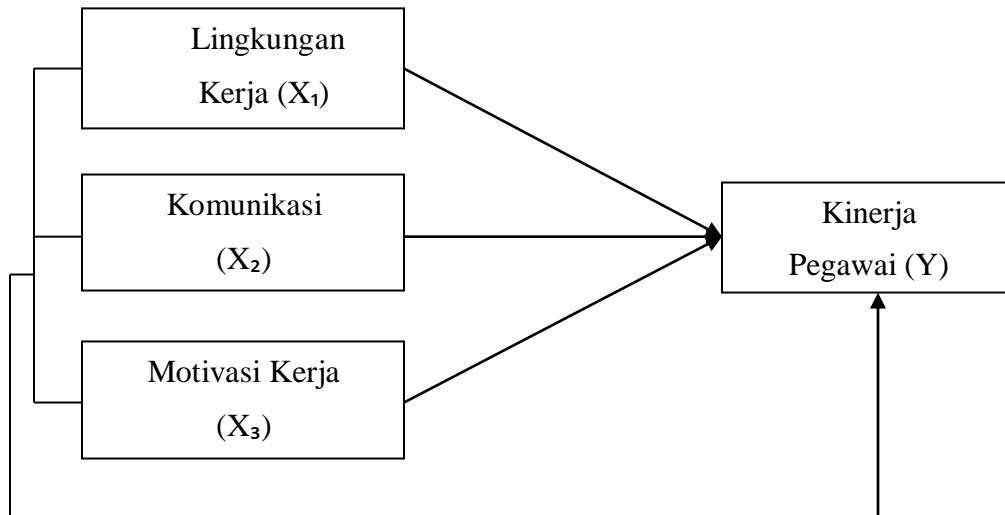 Lingkungan
Kerja (X₁)
Komunikasi
(X₂)
Motivasi Kerja
(X₃)
Kinerja
Pegawai (Y)